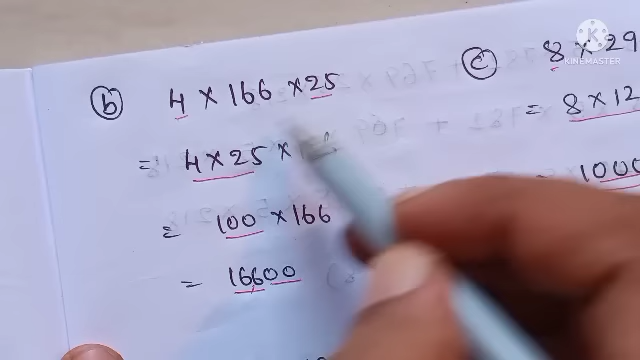 (b) 4 × 166 × 25
= 4 × 25 ×
= 100 × 166
= 16600
(c) 8 × 29
= 8 × 12
= 1000
KINEMASTER